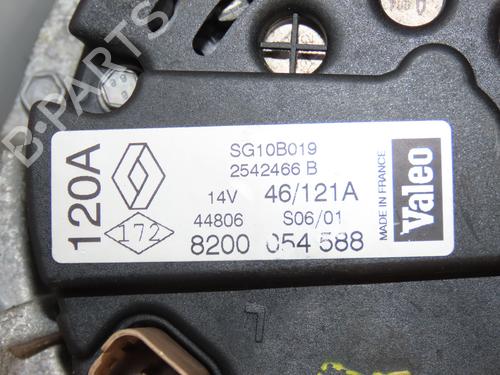 B-PARTS
120A
172
SG10B019
2542466 B
14V 46/121A
44806 S06/01
8200 054 588
MADE IN FRANCE
Valeo